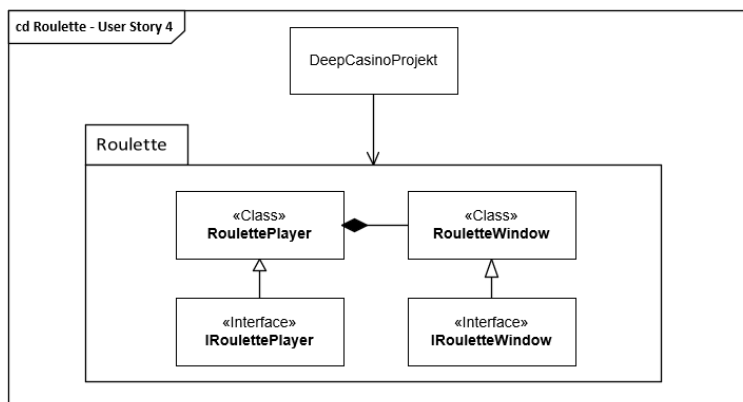 cd Roulette - User Story 4
DeepCasinoProjekt
Roulette
«Class»
RoulettePlayer
«Class»
RouletteWindow
«Interface»
IRoulettePlayer
«Interface»
IRouletteWindow